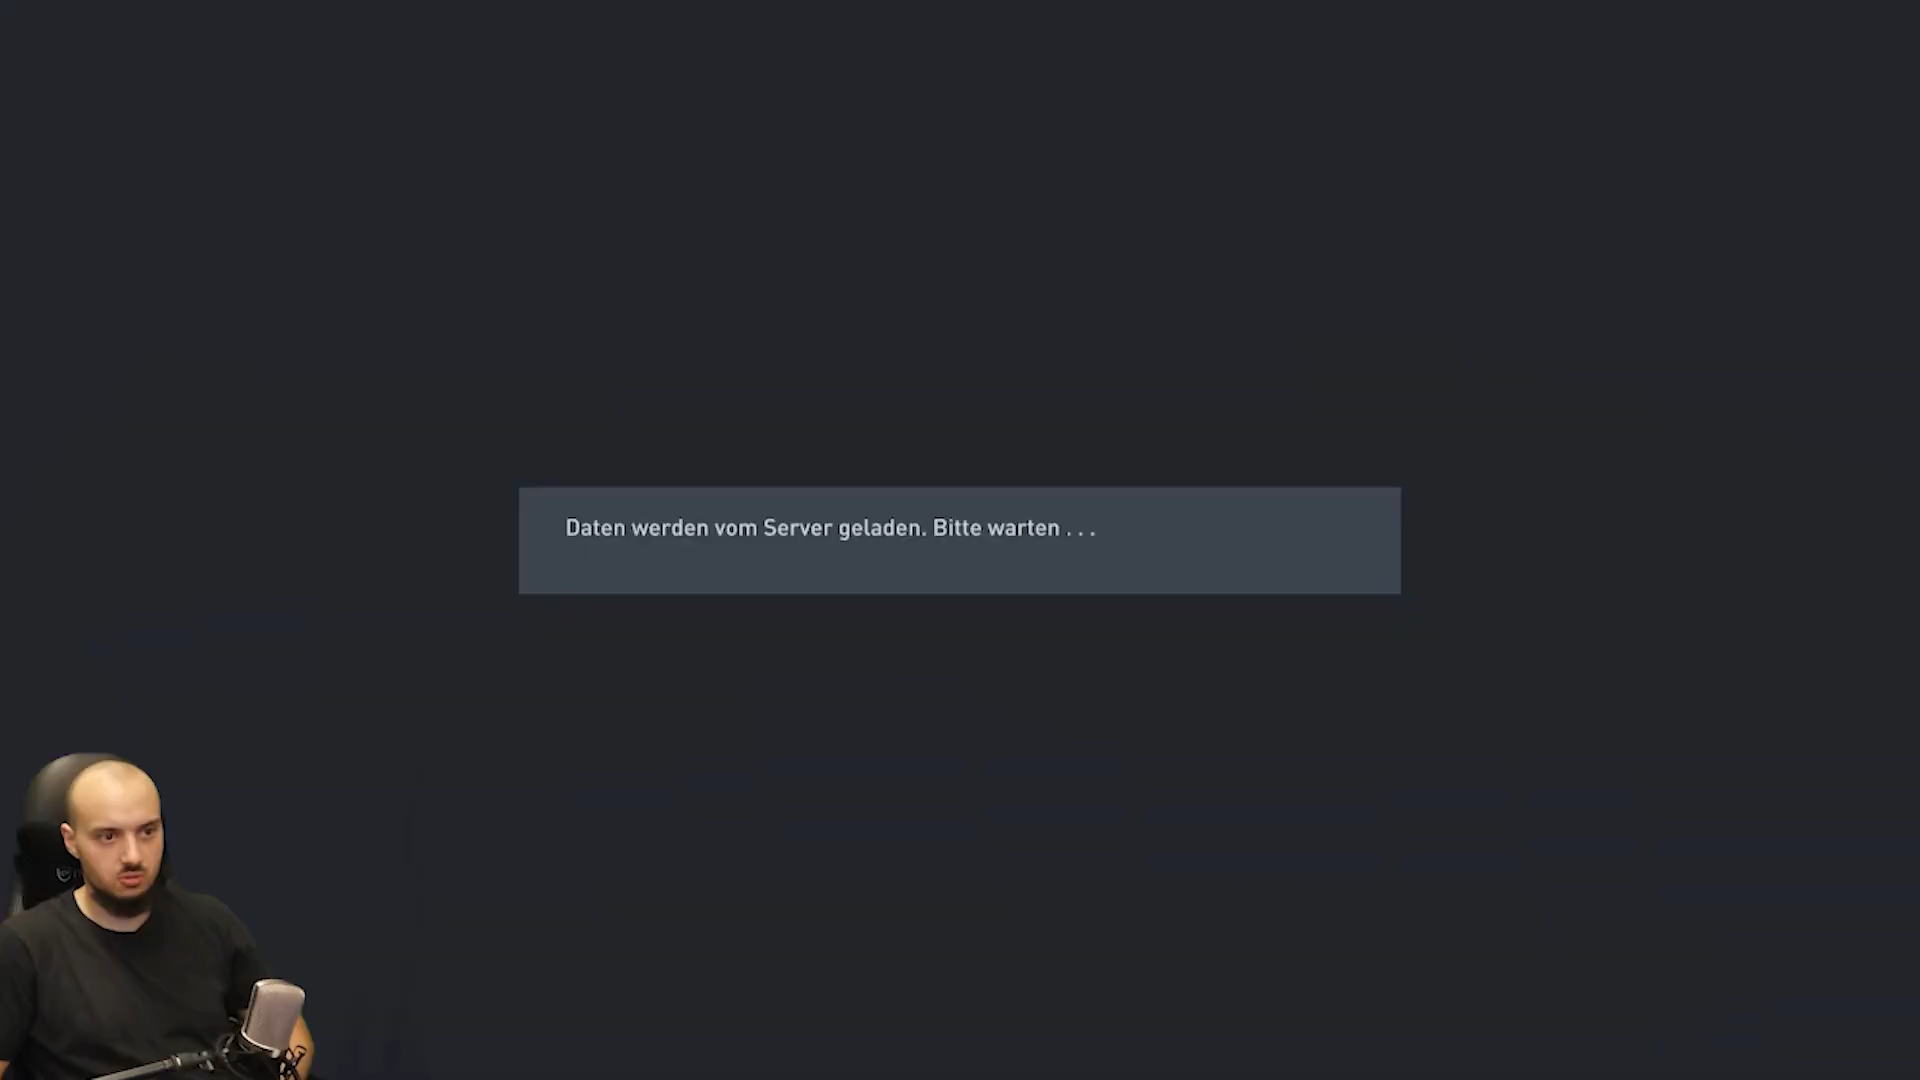 Daten werden vom Server geladen. Bitte warten . . .